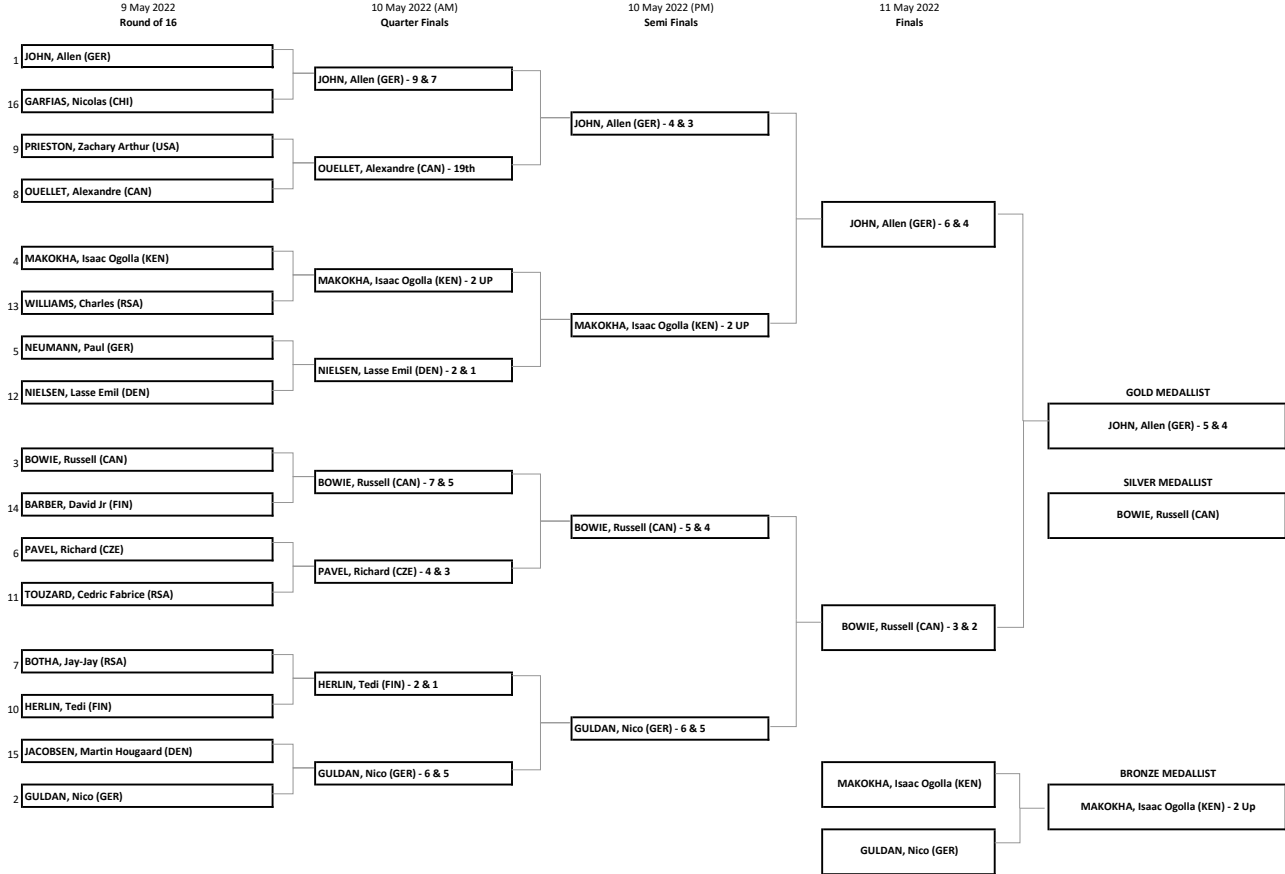 9 May 2022
Round of 16
10 May 2022 (AM)
Quarter Finals
10 May 2022 (PM)
Semi Finals
11 May 2022
Finals
1 JOHN, Allen (GER)
16 GARFIAS, Nicolas (CHI)
9 PRIESTON, Zachary Arthur (USA)
8 OUELLET, Alexandre (CAN)
4 MAKOKHA, Isaac Ogolla (KEN)
13 WILLIAMS, Charles (RSA)
5 NEUMANN, Paul (GER)
12 NIELSEN, Lasse Emil (DEN)
3 BOWIE, Russell (CAN)
14 BARBER, David Jr (FIN)
6 PAVEL, Richard (CZE)
11 TOUZARD, Cedric Fabrice (RSA)
7 BOTHA, Jay-Jay (RSA)
10 HERLIN, Tedi (FIN)
15 JACOBSEN, Martin Hougaard (DEN)
2 GULDAN, Nico (GER)
JOHN, Allen (GER) - 9 & 7
OUELLET, Alexandre (CAN) - 19th
MAKOKHA, Isaac Ogolla (KEN) - 2 UP
NIELSEN, Lasse Emil (DEN) - 2 & 1
BOWIE, Russell (CAN) - 7 & 5
PAVEL, Richard (CZE) - 4 & 3
HERLIN, Tedi (FIN) - 2 & 1
GULDAN, Nico (GER) - 6 & 5
JOHN, Allen (GER) - 4 & 3
MAKOKHA, Isaac Ogolla (KEN) - 2 UP
BOWIE, Russell (CAN) - 5 & 4
GULDAN, Nico (GER) - 6 & 5
JOHN, Allen (GER) - 6 & 4
BOWIE, Russell (CAN) - 3 & 2
MAKOKHA, Isaac Ogolla (KEN)
GULDAN, Nico (GER)
GOLD MEDALLIST
JOHN, Allen (GER) - 5 & 4
SILVER MEDALLIST
BOWIE, Russell (CAN)
BRONZE MEDALLIST
MAKOKHA, Isaac Ogolla (KEN) - 2 Up